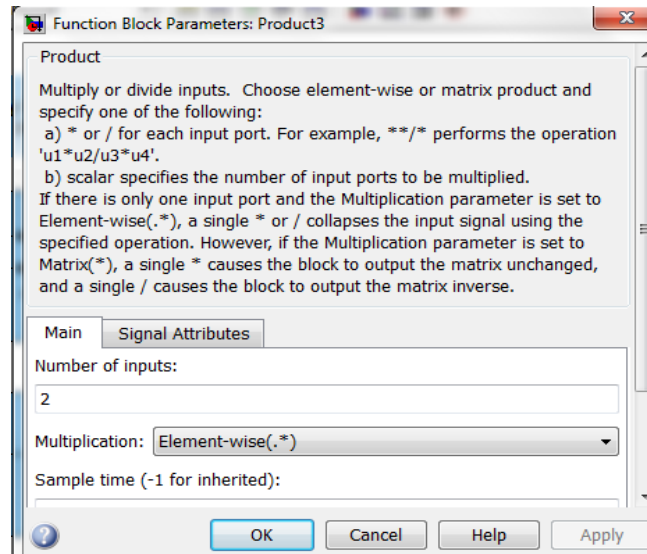 Function Block Parameters: Product3
Product
Multiply or divide inputs.  Choose element-wise or matrix product and
specify one of the following:
a) * or / for each input port. For example, **/* performs the operation
'u1*u2/u3*u4'.
b) scalar specifies the number of input ports to be multiplied.
If there is only one input port and the Multiplication parameter is set to
Element-wise(.*), a single * or / collapses the input signal using the
specified operation. However, if the Multiplication parameter is set to
Matrix(*), a single * causes the block to output the matrix unchanged,
and a single / causes the block to output the matrix inverse.
Main Signal Attributes
Number of inputs:
2
Multiplication: Element-wise(.*)
Sample time (-1 for inherited):
OK Cancel Help Apply